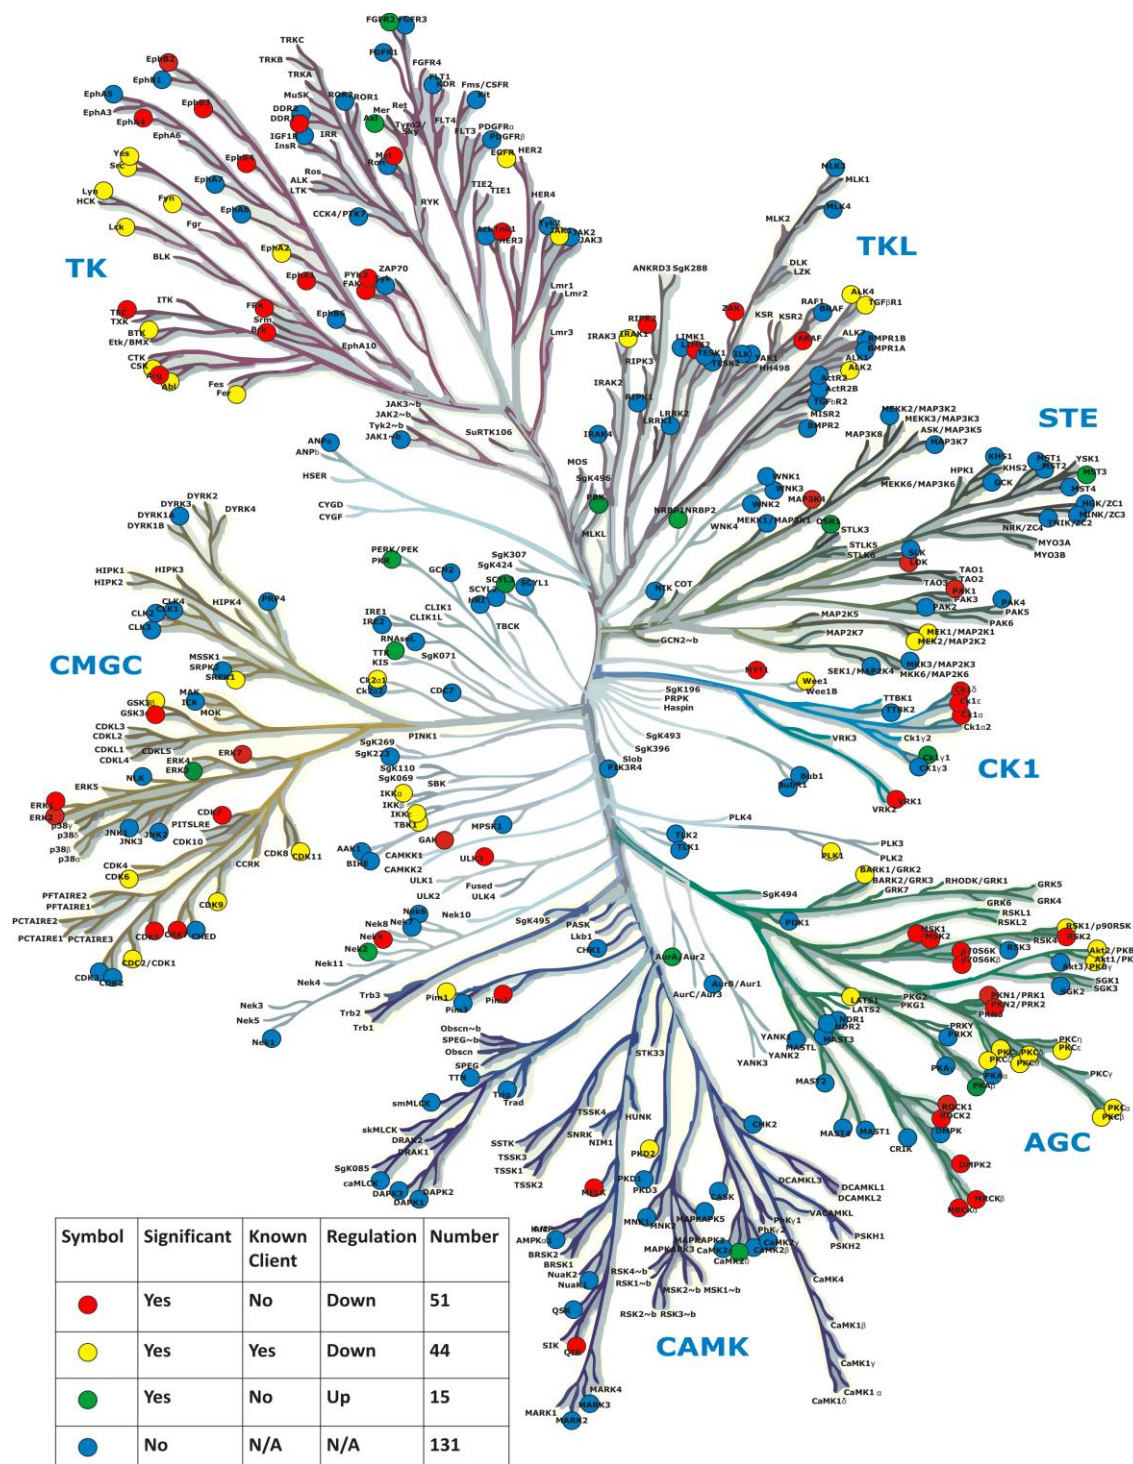 TRKC
TRKB
TRKA
MuSK
DDR2
DDR1
IGF1R
InsR
IRR
ROR2
ROR1
FGFR2
FGFR3
FGFR1
FGFR4
FLT1
KDR
Fms/CSFR
Kit
Mer
Axl
Ret
Tyro3/
Sky
FLT4
FLT3
PDGFRα
PDGFRβ
EGFR
HER2
Met
Ron
Ros
ALK
LTK
RYK
CCK4/PTK7
TIE2
TIE1
HER4
HER3
Ack
Tnk1
Tyk2
JAK1
JAK2
JAK3
EphB2
EphB1
EphA5
EphA3
EphA4
EphB3
EphA6
Yes
Src
EphB4
EphA7
Lyn
HCK
Fyn
EphA8
Lck
Fgr
BLK
EphA2
EphA1
PYK2
FAK
ZAP70
Syk
TK
ITK
TEC
TXK
BTK
Etk/BMX
FRK
Srm
Brk
EphB6
EphA10
CTK
CSK
Arg
Abl
Fes
Fer
Lmr1
Lmr2
Lmr3
JAK3~b
JAK2~b
Tyk2~b
JAK1~b
SuRTK106
MLK3
MLK1
MLK4
MLK2
TKL
DLK
LZK
ANKRD3
SgK288
ZAK
ALK4
TGFβR1
KSR1
KSR2
RAF1
BRAF
ARAF
IRAK3
IRAK1
RIPK2
RIPK3
LIMK1
LIMK2
TESK1
TESK2
ILK
TAK1
HH498
ALK7
BMPR1B
BMPR1A
ALK1
ALK2
IRAK2
RIPK1
LRRK2
LRRK1
IRAK4
ActR2
ActR2B
TGFbR2
MISR2
BMPR2
MOS
SgK496
PBK
MLKL
NRBP1
NRBP2
WNK1
WNK3
WNK2
WNK4
STE
MEKK2/MAP3K2
MEKK3/MAP3K3
ASK/MAP3K5
MAP3K8
MAP3K7
MEKK6/MAP3K6
MAP3K4
MEKK1/MAP3K1
HPK1
KHS1
KHS2
GCK
MST1
MST2
YSK1
MST3
MST4
HGK/ZC1
MINK/ZC3
TNIK/ZC2
NRK/ZC4
MYO3A
MYO3B
OSR1
STLK3
STLK5
STLK6
SLK
LOK
TAO1
TAO2
TAO3
PAK1
PAK3
PAK2
PAK4
PAK5
PAK6
NIK
COT
GCN2~b
MAP2K5
MAP2K7
MEK1/MAP2K1
MEK2/MAP2K2
SEK1/MAP2K4
MKK3/MAP2K3
MKK6/MAP2K6
ANPa
ANPb
HSER
CYGD
CYGF
DYRK2
DYRK3
DYRK1A
DYRK1B
DYRK4
PERK/PEK
PKR
GCN2
SgK307
SgK424
SCYL3
SCYL2
SCYL1
HRI
TBCK
CLIK1
CLIK1L
IRE1
IRE2
RNAseL
TTK
KIS
SgK071
Ck2α1
Ck2α2
CDC7
HIPK1
HIPK2
HIPK3
HIPK4
PRP4
CLK4
CLK2
CLK1
CLK3
CMGC
MSSK1
SRPK2
SRPK1
MAK
ICK
MOK
GSK3β
GSK3α
CDKL3
CDKL2
CDKL1
CDKL4
CDKL5
ERK7
ERK4
ERK3
NLK
ERK5
ERK1
ERK2
p38γ
p38δ
p38β
p38α
JNK1
JNK3
JNK2
CDK7
PITSLRE
CDK10
CDK4
CDK6
CCRK
CDK8
CDK11
CDK9
PFTAIRE2
PFTAIRE1
PCTAIRE2
PCTAIRE1
PCTAIRE3
CDK5
CRK7
CHED
CDC2/CDK1
CDK3
CDK2
PINK1
SgK269
SgK223
SgK110
SgK069
SBK
Slob
PIK3R4
IKKα
IKKβ
IKKε
TBK1
MPSK1
GAK
AAK1
BIKE
CAMKK1
CAMKK2
ULK3
ULK1
ULK2
Fused
ULK4
MYT1
Wee1
Wee1B
SgK196
PRPK
Haspin
SgK493
SgK396
VRK3
TTBK1
TTBK2
Ck1δ
Ck1ε
Ck1α
Ck1α2
Ck1γ2
Ck1γ1
CK1γ3
CK1
Bub1
BubR1
VRK1
VRK2
TLK2
TLK1
PLK4
PLK3
PLK1
PLK2
BARK1/GRK2
BARK2/GRK3
SgK494
GRK7
RHODK/GRK1
GRK5
GRK6
GRK4
RSKL1
RSKL2
PDK1
MSK1
MSK2
RSK1/p90RSK
RSK4
RSK2
RSK3
P70S6K
p70S6Kβ
Akt2/PKB
Akt1/PK
Akt3/PKBγ
SGK1
SGK2
SGK3
Nek6
Nek7
Nek10
Nek8
Nek9
Nek2
Nek11
Nek4
Nek3
Nek5
Nek1
SgK495
PASK
Lkb1
CHK1
AurA/Aur2
AurB/Aur1
AurC/Aur3
Trb3
Trb2
Trb1
Pim1
Pim3
Pim2
LATS1
LATS2
PKG2
PKG1
NDR1
NDR2
PKN1/PRK1
PKN2/PRK2
PKN3
PRKY
PRKX
YANK1
YANK2
YANK3
MASTL
MAST3
MAST2
MAST4
MAST1
PKCη
PKCε
PKCδ
PKCθ
PKCγ
PKCα
PKCβ
PKAγ
PKAα
PKAβ
ROCK1
ROCK2
DMPK
CRIK
DMPK2
MRCKβ
MRCKα
AGC
Obscn~b
SPEG~b
Obscn
SPEG
STK33
TTN
Trio
Trad
smMLCK
skMLCK
DRAK2
DRAK1
SgK085
caMLCK
DAPK3
DAPK2
DAPK1
TSSK4
SSTK
TSSK3
TSSK1
TSSK2
SNRK
HUNK
NIM1
CHK2
PKD2
PKD1
PKD3
MELK
CASK
MNK1
MNK2
MAPKAPK5
MAPKAPK2
MAPKAPK3
DCAMKL3
DCAMKL1
DCAMKL2
VACAMKL
PhKγ1
PhKγ2
PSKH1
PSKH2
CaMK2α
CaMK2γ
CaMK2β
CaMK2δ
AMPKα1
BRSK2
BRSK1
NuaK2
NuaK1
RSK4~b
RSK1~b
MSK2~b
MSK1~b
RSK2~b
RSK3~b
QSK
SIK
QIK
CaMK4
CaMK1β
CaMK1γ
CaMK1α
CaMK1δ
CAMK
MARK4
MARK1
MARK3
MARK2
Symbol Significant Known Client Regulation Number
Yes No Down 51
Yes Yes Down 44
Yes No Up 15
No N/A N/A 131